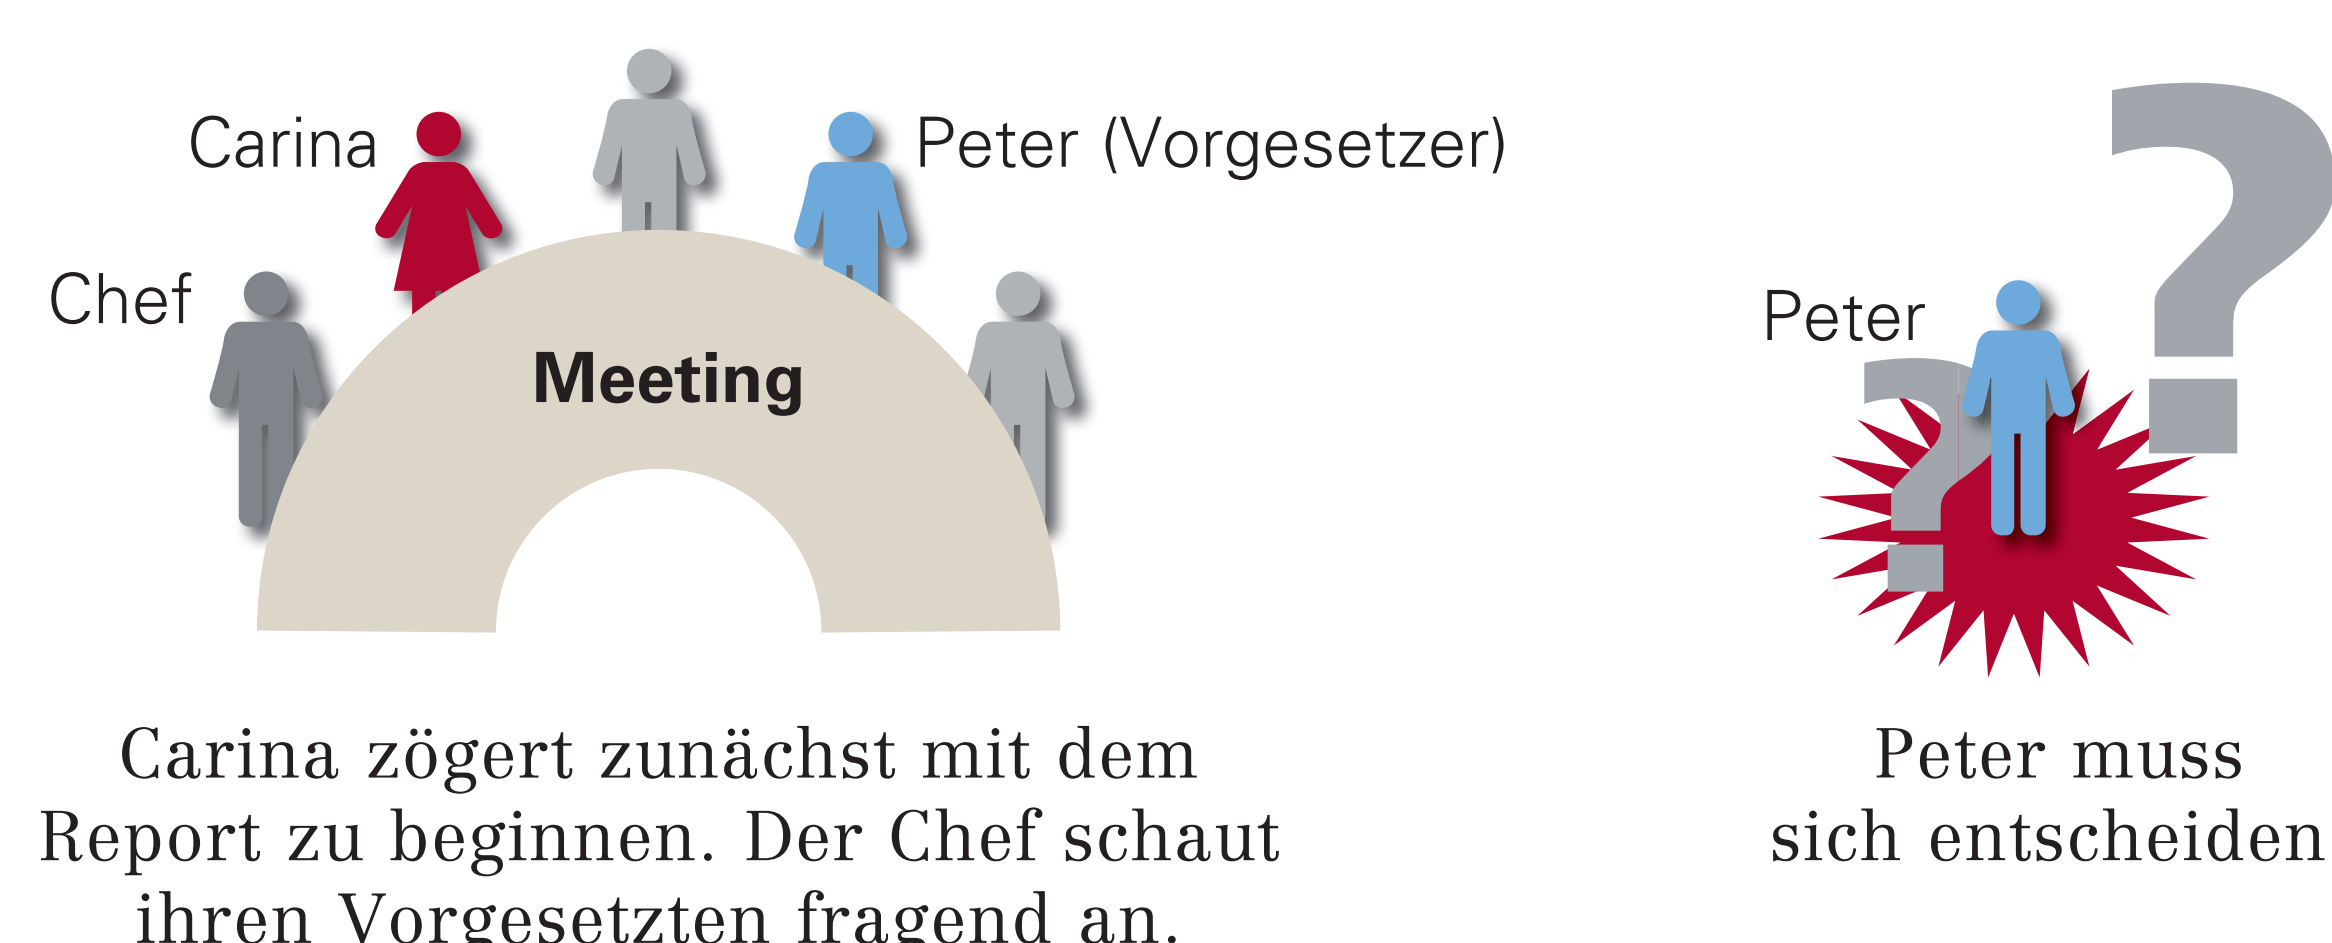 Carina
Peter (Vorgesetzer)
Chef
Meeting
Carina zögert zunächst mit dem
Report zu beginnen. Der Chef schaut
ihren Vorgesetzten fragend an.
?
Peter
?
Peter muss
sich entscheiden